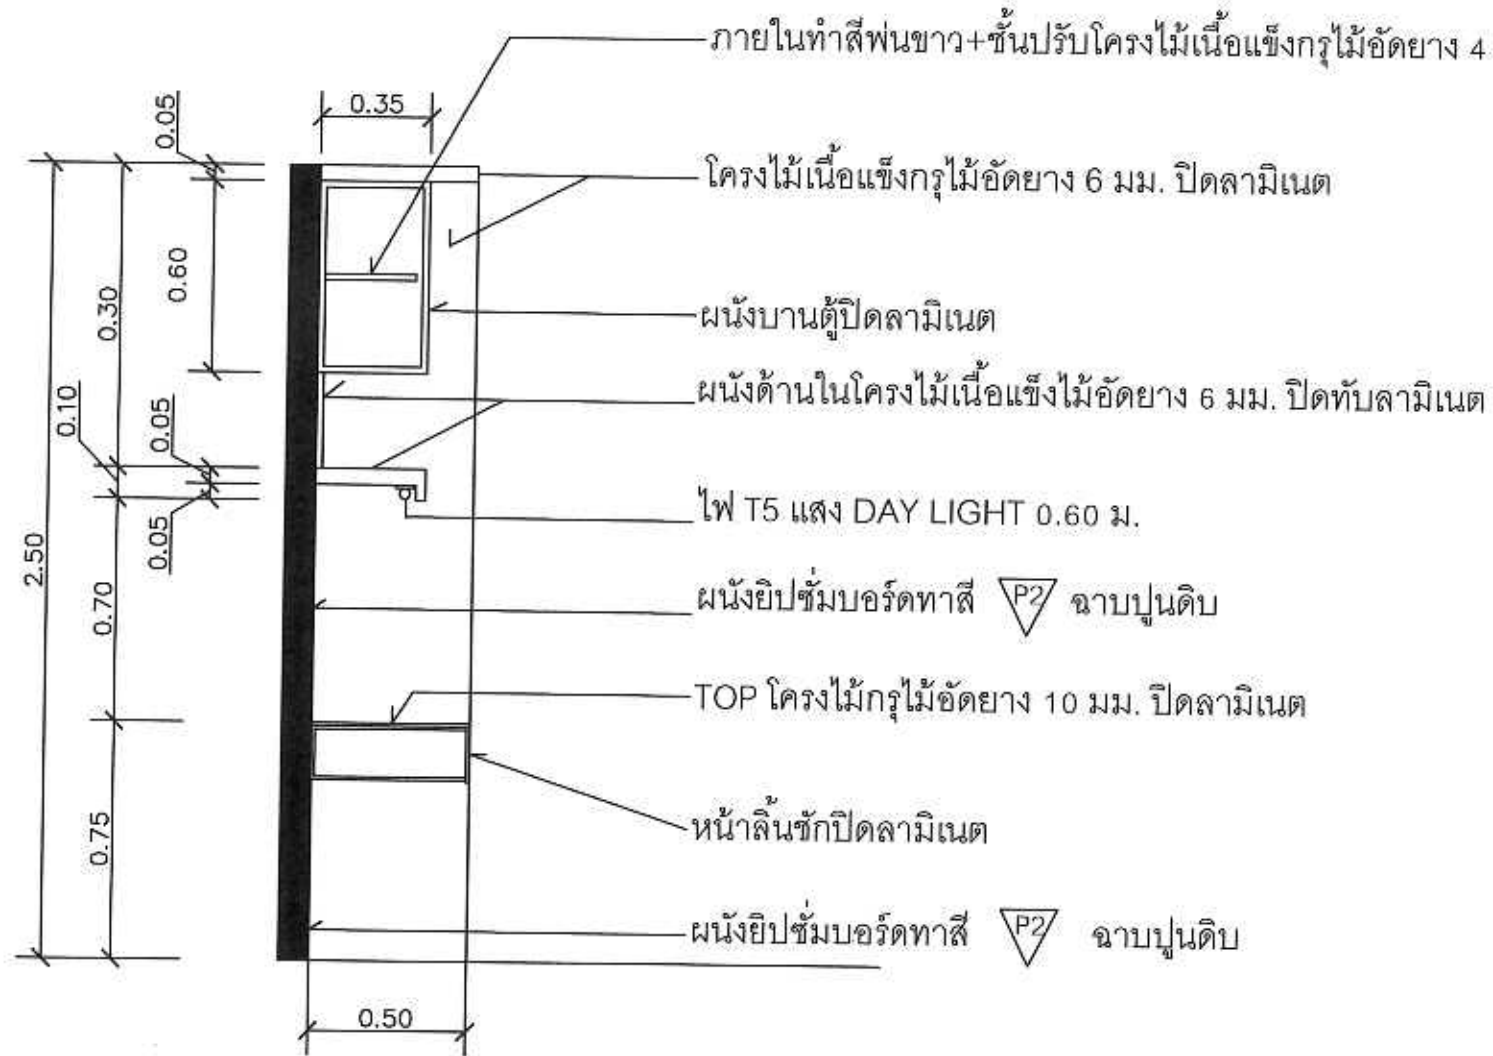 ภายในทำสีพ่นขาว+ชั้นปรับโครงไม้เนื้อแข็งกรุไม้อัดยาง 4
0.35
0.05
โครงไม้เนื้อแข็งกรุไม้อัดยาง 6 มม. ปิดลามิเนต
0.60
0.30
ผนังบานตู้ปิดลามิเนต
ผนังด้านในโครงไม้เนื้อแข็งไม้อัดยาง 6 มม. ปิดทับลามิเนต
0.10
0.05
ไฟ T5 แสง DAY LIGHT 0.60 ม.
0.05
2.50
ผนังยิปซั่มบอร์ดทาสี P2 ฉาบปูนดิบ
0.70
TOP โครงไม้กรุไม้อัดยาง 10 มม. ปิดลามิเนต
0.75
หน้าลิ้นชักปิดลามิเนต
ผนังยิปซั่มบอร์ดทาสี P2 ฉาบปูนดิบ
0.50